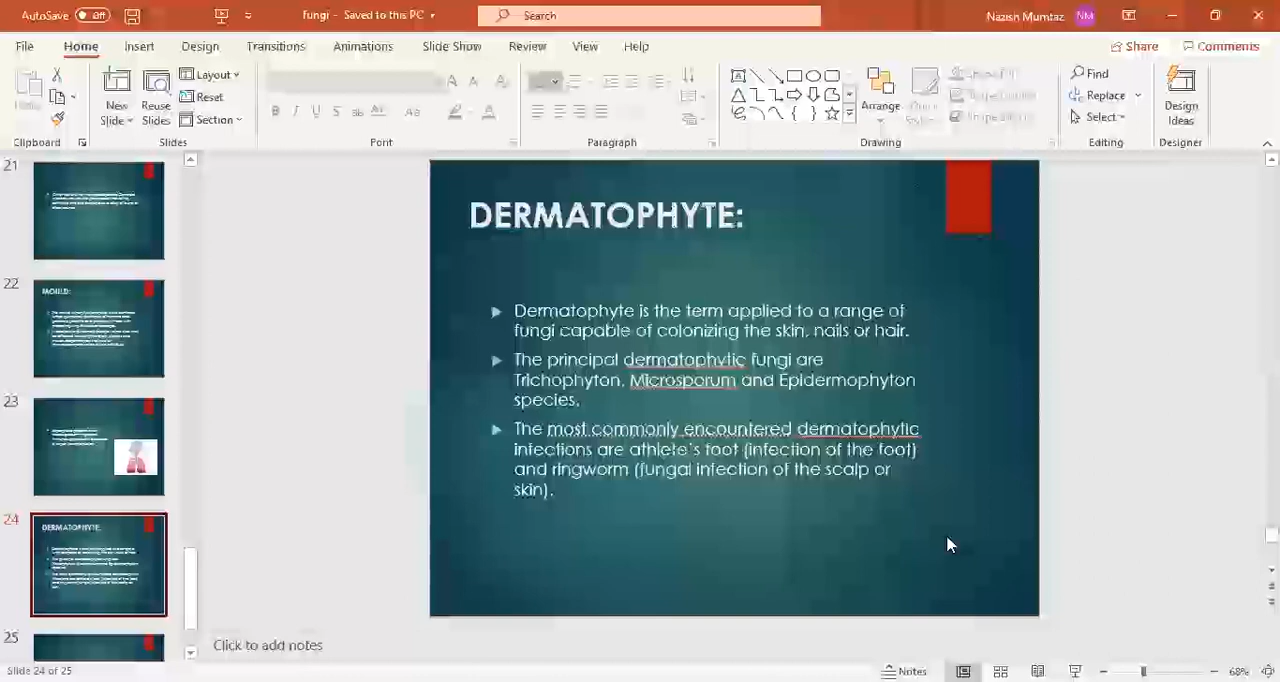 AutoSave Off fungi - Saved to this PC Search Nazish Mumtaz NM
File Home Insert Design Transitions Animations Slide Show Review View Help Share Comments
New Slide Reuse Slides Layout Reset Section
Arrange
Find Replace Select
Design Ideas
Clipboard Slides Font Paragraph Drawing Editing Designer
21
22
MOULD:
23
24
DERMATOPHYTE:
25
DERMATOPHYTE:
Dermatophyte is the term applied to a range of
fungi capable of colonizing the skin, nails or hair.
The principal dermatophytic fungi are
Trichophyton, Microsporum and Epidermophyton
species.
The most commonly encountered dermatophytic
infections are athlete's foot (infection of the foot)
and ringworm (fungal infection of the scalp or
skin).
Click to add notes
Slide 24 of 25 Notes 68%